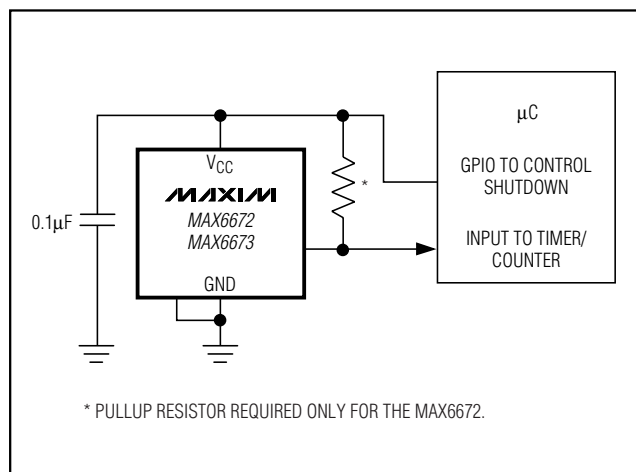 μC
VCC
MAXIM
MAX6672
MAX6673
GND
0.1μF
*
GPIO TO CONTROL
SHUTDOWN
INPUT TO TIMER/
COUNTER
* PULLUP RESISTOR REQUIRED ONLY FOR THE MAX6672.